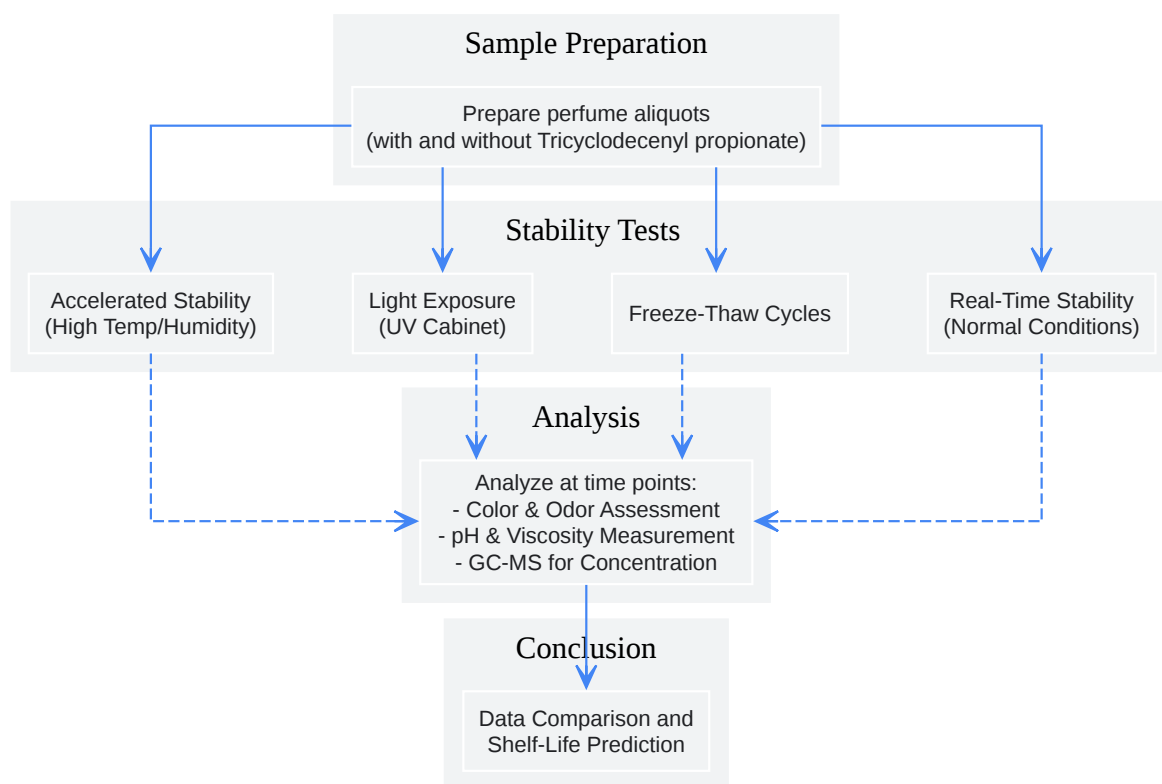 Sample Preparation
Prepare perfume aliquots
(with and without Tricyclodecenyl propionate)
Stability Tests
Accelerated Stability
(High Temp/Humidity)
Light Exposure
(UV Cabinet)
Freeze-Thaw Cycles
Real-Time Stability
(Normal Conditions)
Analysis
Analyze at time points:
- Color & Odor Assessment
- pH & Viscosity Measurement
- GC-MS for Concentration
Conclusion
Data Comparison and
Shelf-Life Prediction